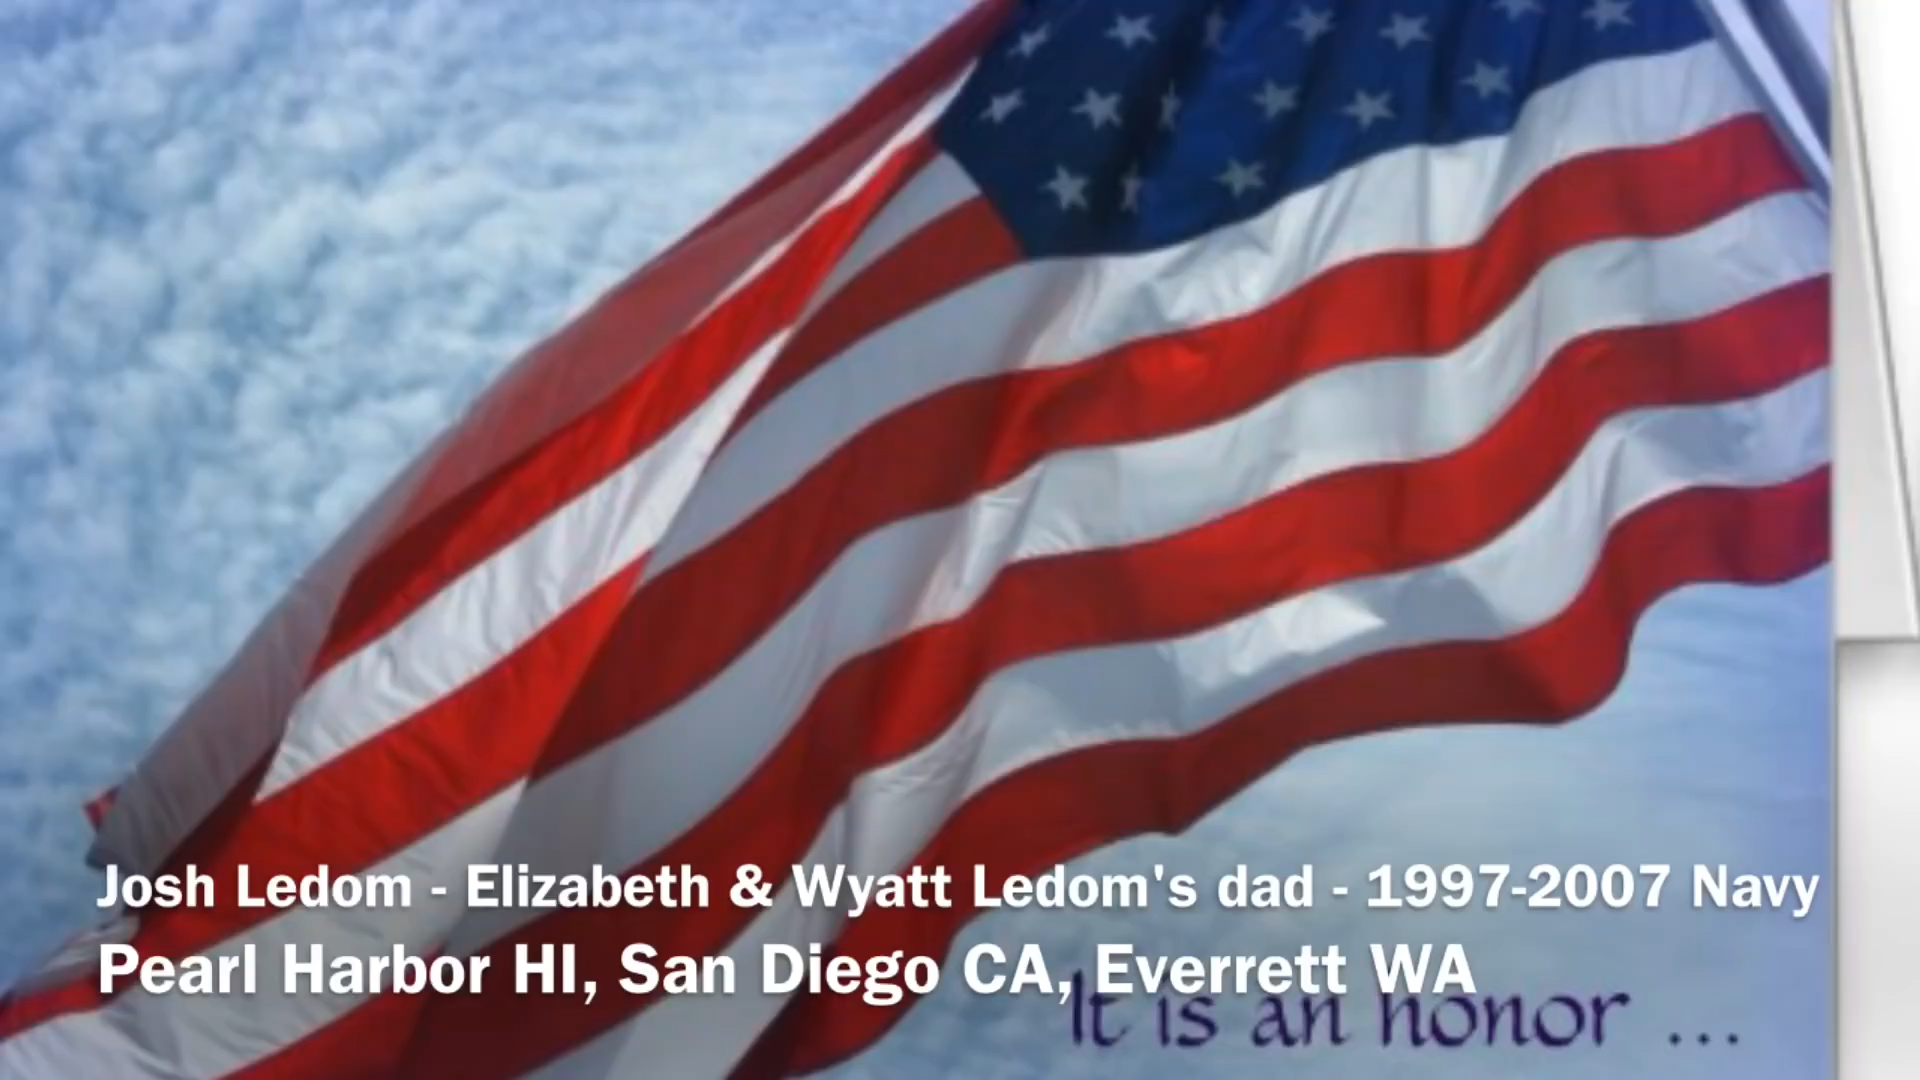 Josh Ledom - Elizabeth & Wyatt Ledom's dad - 1997-2007 Navy
Pearl Harbor HI, San Diego CA, Everrett WA
It is an honor ...